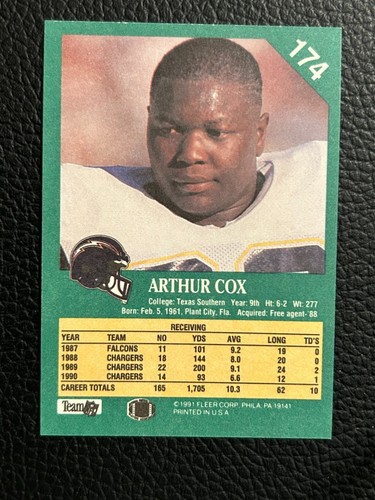 174
ARTHUR COX
College: Texas Southern Year: 9th Ht: 6-2 Wt: 277
Born: Feb. 5, 1961, Plant City, Fla. Acquired: Free agent-'88
RECEIVING
YEAR TEAM NO YDS AVG LONG TD'S
1987 FALCONS 11 101 9.2 19 0
1988 CHARGERS 18 144 8.0 20 0
1989 CHARGERS 22 200 9.1 24 2
1990 CHARGERS 14 93 6.6 12 1
CAREER TOTALS 165 1,705 10.3 62 10
Team NFL
©1991 FLEER CORP. PHILA. PA 19141
PRINTED IN U.S.A.